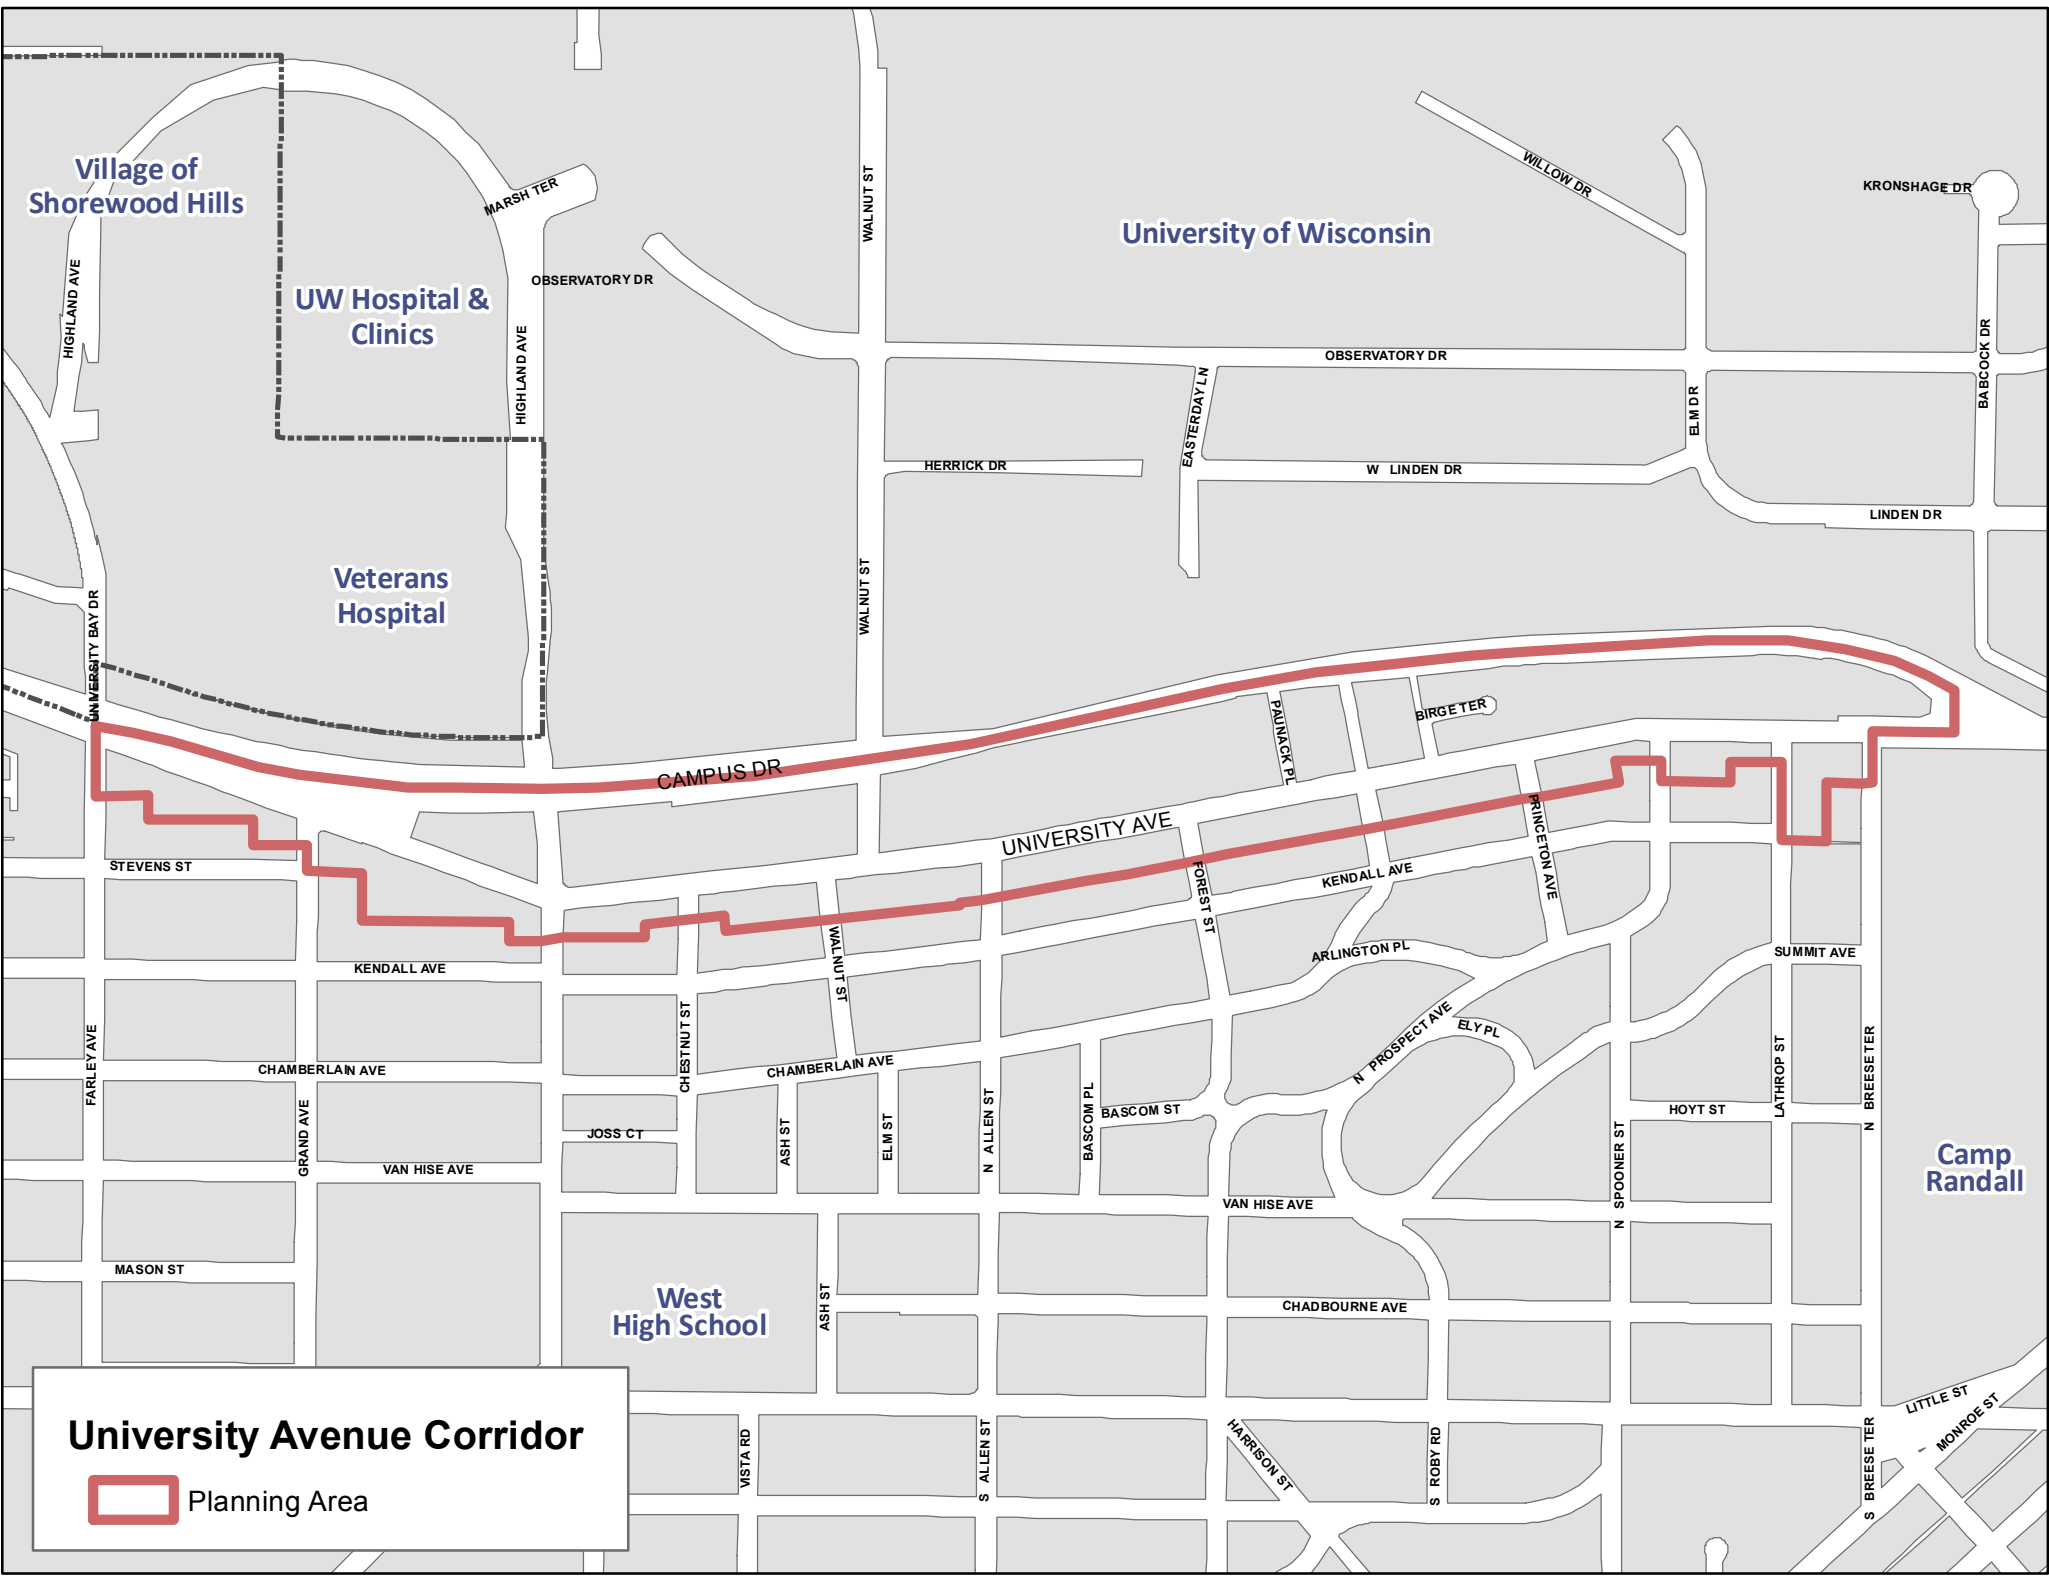 Village of
Shorewood Hills
WALNUT ST
WILLOW DR
KRONSHAGE DR
MARSH TER
University of Wisconsin
HIGHLAND AVE
OBSERVATORY DR
UW Hospital &
Clinics
HIGHLAND AVE
OBSERVATORY DR
BABCOCK DR
EASTERDAY LN
ELM DR
HERRICK DR
W LINDEN DR
LINDEN DR
Veterans
Hospital
WALNUT ST
UNIVERSITY BAY DR
PAUNACK PL
BIRGE TER
CAMPUS DR
UNIVERSITY AVE
STEVENS ST
FOREST ST
KENDALL AVE
PRINCETON AVE
WALNUT ST
ARLINGTON PL
SUMMIT AVE
KENDALL AVE
CHESTNUT ST
N PROSPECT AVE
ELY PL
FARLEY AVE
CHAMBERLAIN AVE
CHAMBERLAIN AVE
LATHROP ST
N BREESE TER
GRAND AVE
JOSS CT
ASH ST
ELM ST
N ALLEN ST
BASCOM PL
BASCOM ST
HOYT ST
N SPOONER ST
Camp
Randall
VAN HISE AVE
VAN HISE AVE
MASON ST
West
High School
ASH ST
CHADBOURNE AVE
LITTLE ST
MONROE ST
University Avenue Corridor
Planning Area
VISTA RD
S ALLEN ST
HARRISON ST
S ROBY RD
S BREESE TER